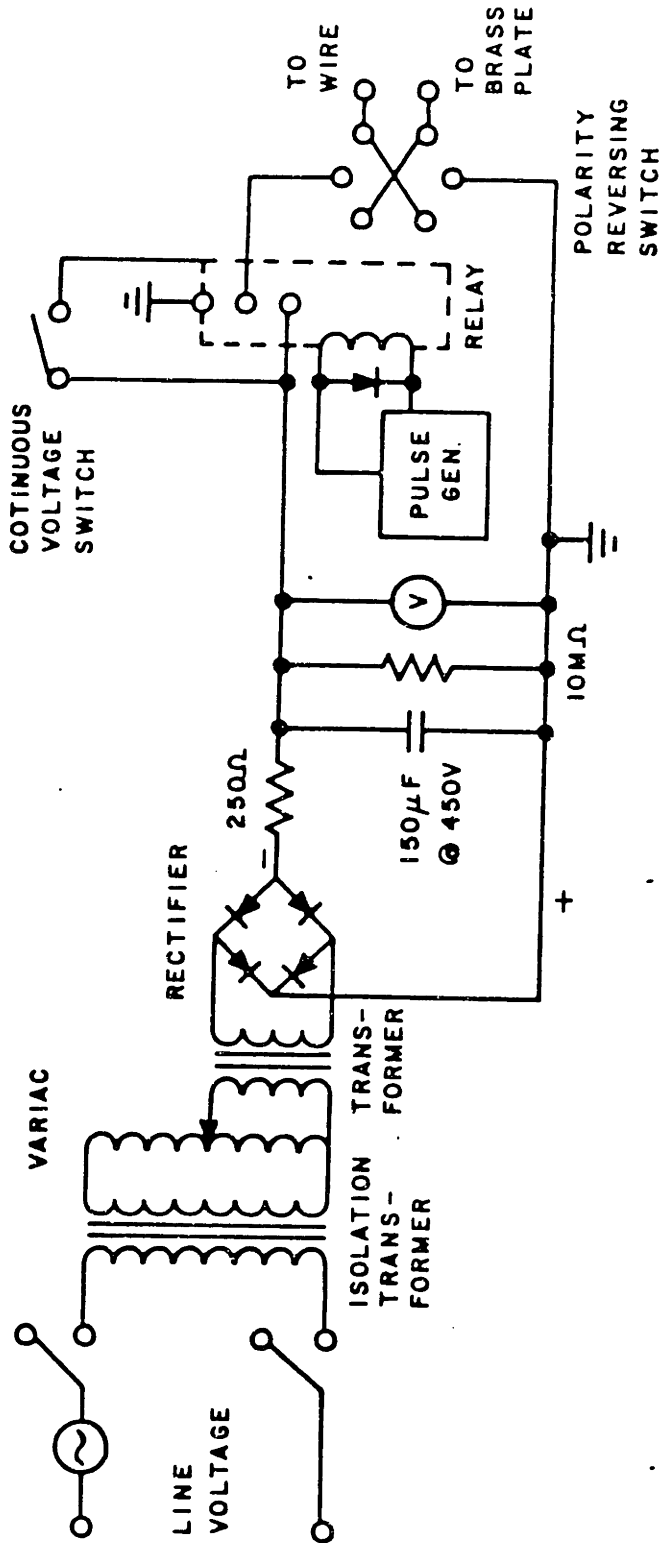 LINE
VOLTAGE
VARIAC
ISOLATION
TRANS-
FORMER
TRANS-
FORMER
RECTIFIER
−
+
250Ω
150μF
@ 450V
10MΩ
V
COTINUOUS
VOLTAGE
SWITCH
PULSE
GEN.
RELAY
TO
WIRE
TO
BRASS
PLATE
POLARITY
REVERSING
SWITCH